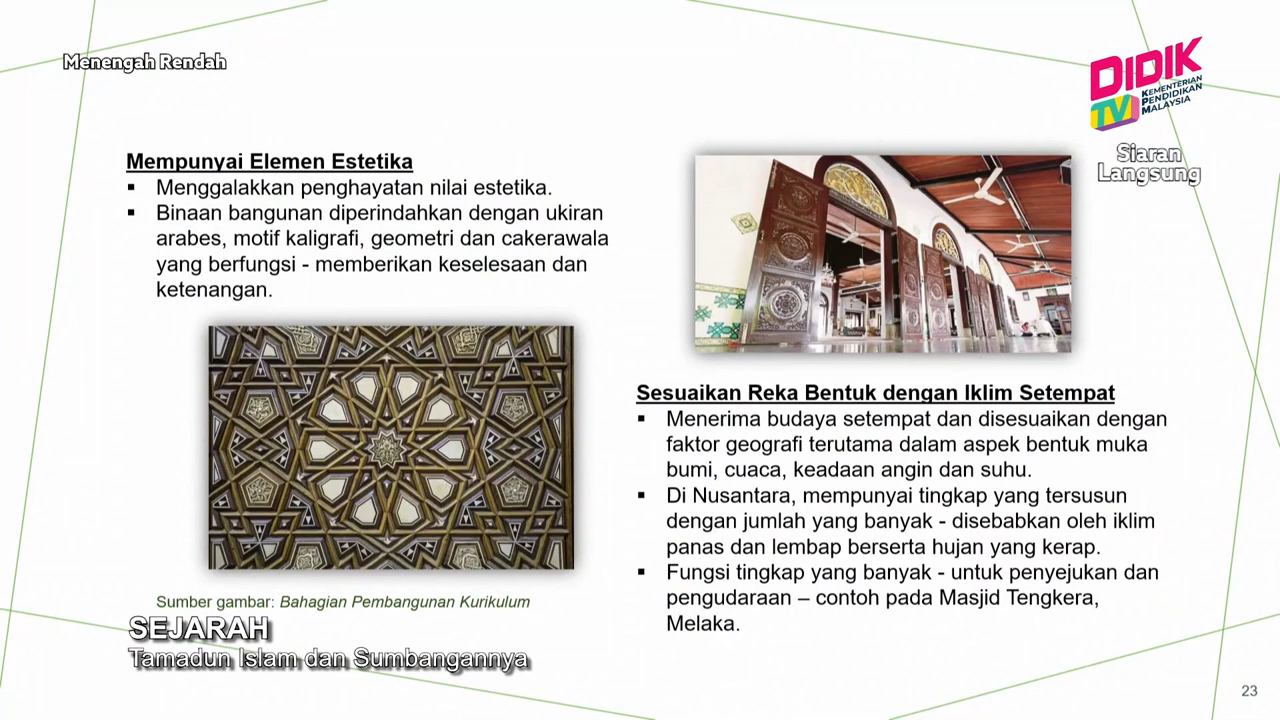 Menengah Rendah
DIDIK
TV
KEMENTERIAN
PENDIDIKAN
MALAYSIA
Siaran
Langsung
Mempunyai Elemen Estetika
▪ Menggalakkan penghayatan nilai estetika.
▪ Binaan bangunan diperindahkan dengan ukiran
arabes, motif kaligrafi, geometri dan cakerawala
yang berfungsi - memberikan keselesaan dan
ketenangan.
Sumber gambar: Bahagian Pembangunan Kurikulum
Sesuaikan Reka Bentuk dengan Iklim Setempat
▪ Menerima budaya setempat dan disesuaikan dengan
faktor geografi terutama dalam aspek bentuk muka
bumi, cuaca, keadaan angin dan suhu.
▪ Di Nusantara, mempunyai tingkap yang tersusun
dengan jumlah yang banyak - disebabkan oleh iklim
panas dan lembap berserta hujan yang kerap.
▪ Fungsi tingkap yang banyak - untuk penyejukan dan
pengudaraan – contoh pada Masjid Tengkera,
Melaka.
SEJARAH
Tamadun Islam dan Sumbangannya
23